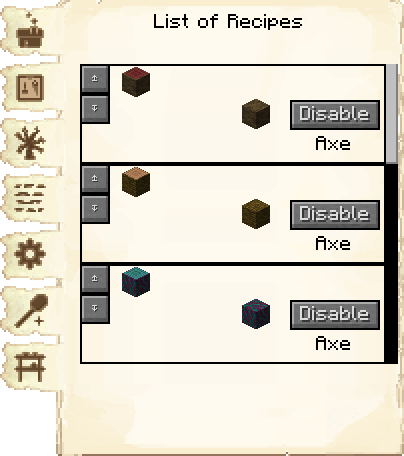 List of Recipes
Disable
Axe
Disable
Axe
Disable
Axe